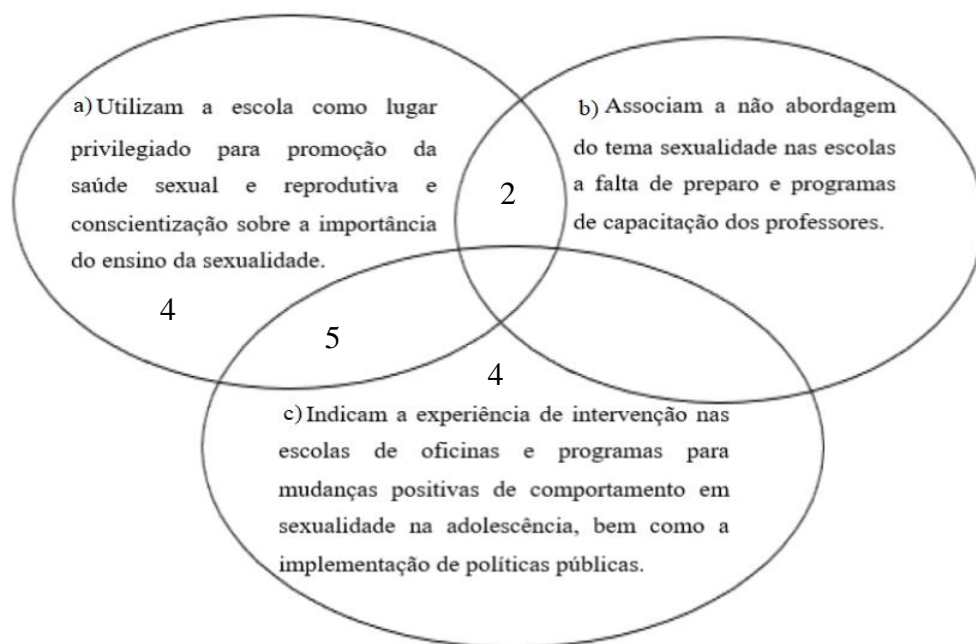 a) Utilizam a escola como lugar
privilegiado para promoção da
saúde sexual e reprodutiva e
conscientização sobre a importância
do ensino da sexualidade.
b) Associam a não abordagem
do tema sexualidade nas escolas
a falta de preparo e programas
de capacitação dos professores.
2
4
5
4
c) Indicam a experiência de intervenção nas
escolas de oficinas e programas para
mudanças positivas de comportamento em
sexualidade na adolescência, bem como a
implementação de políticas públicas.